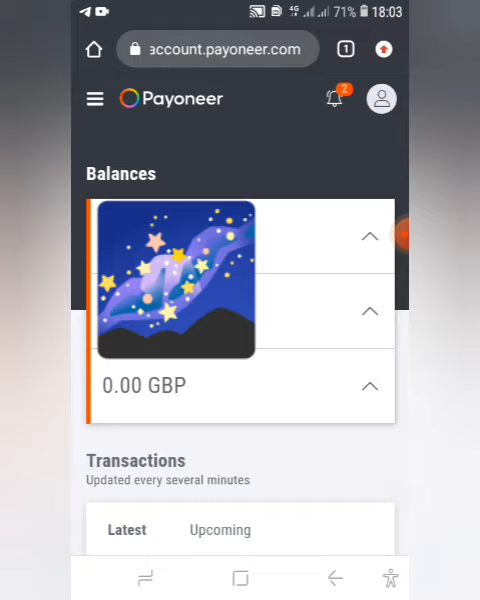 4G 71% 18:03
account.payoneer.com 1
Payoneer 2
Balances
0.00 GBP
Transactions
Updated every several minutes
Latest Upcoming